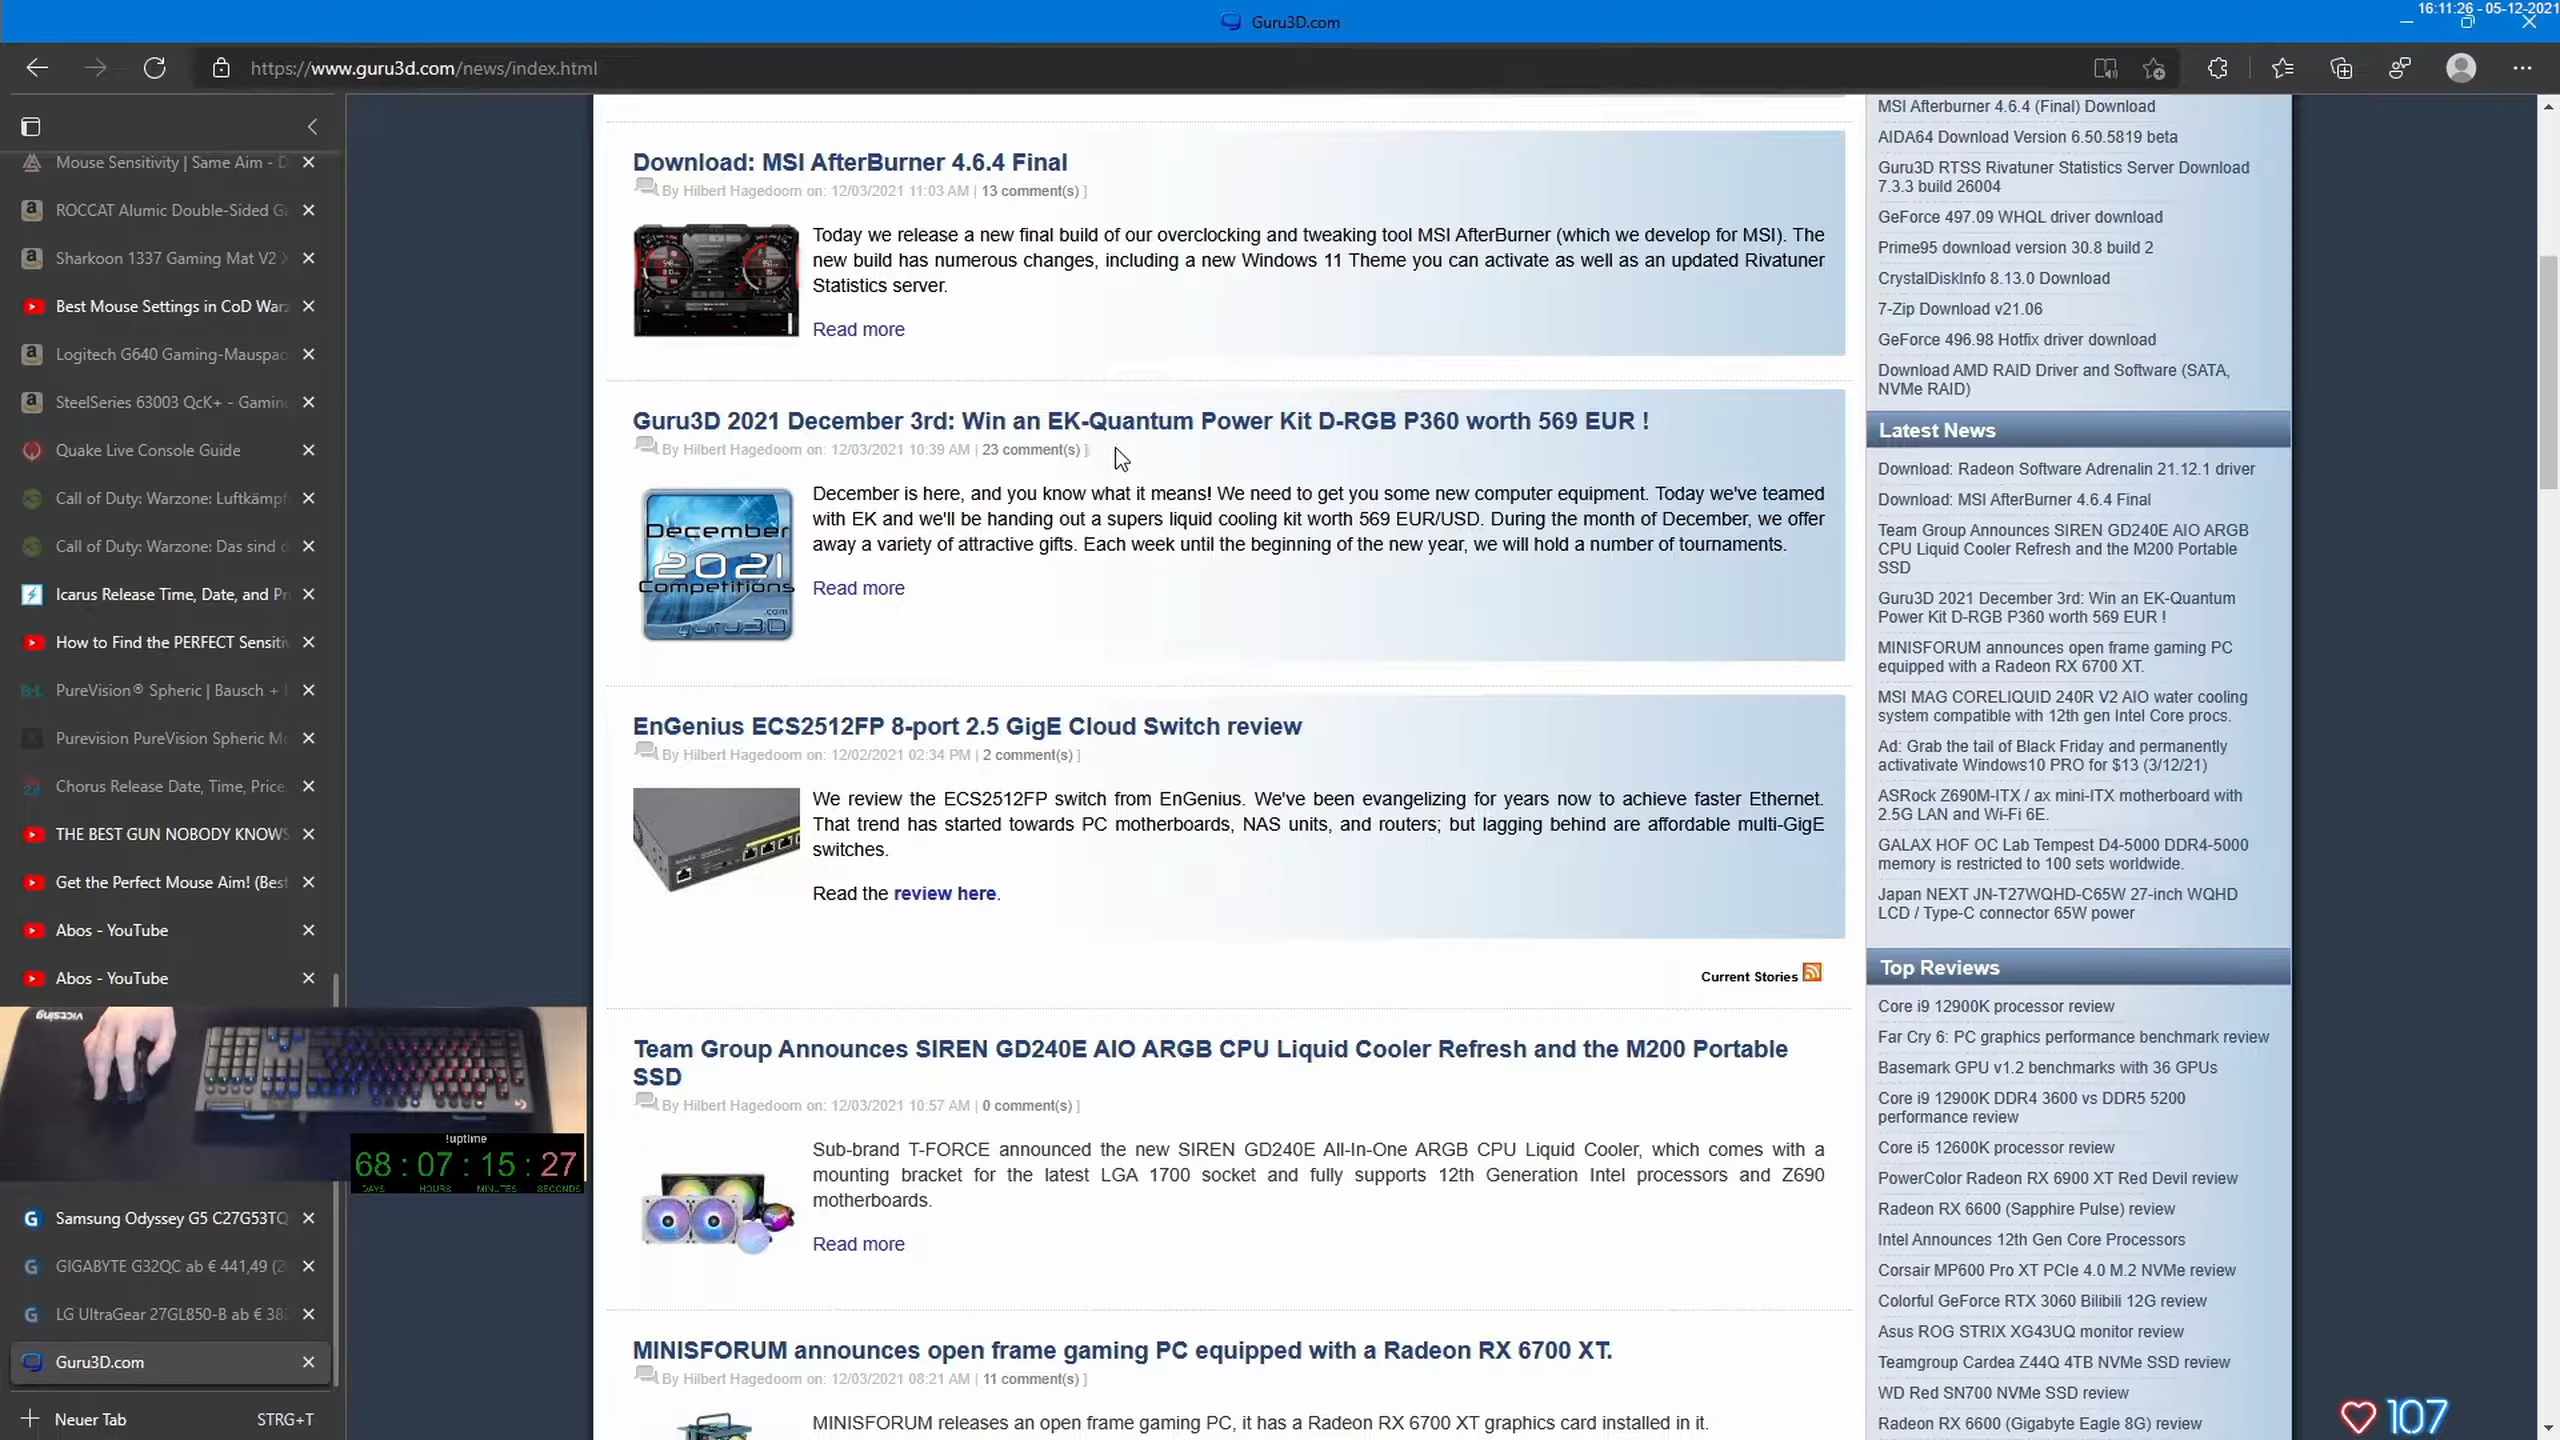 Guru3D.com
16:11:26 - 05-12-2021
https://www.guru3d.com/news/index.html
Mouse Sensitivity | Same Aim - D
ROCCAT Alumic Double-Sided Ga
Sharkoon 1337 Gaming Mat V2 X
Best Mouse Settings in CoD Warz
Logitech G640 Gaming-Mauspad
SteelSeries 63003 QcK+ - Gaming
Quake Live Console Guide
Call of Duty: Warzone: Luftkämpf
Call of Duty: Warzone: Das sind d
Icarus Release Time, Date, and Pr
How to Find the PERFECT Sensitiv
PureVision® Spheric | Bausch +
Purevision PureVision Spheric Mo
Chorus Release Date, Time, Price
THE BEST GUN NOBODY KNOWS
Get the Perfect Mouse Aim! (Best
Abos - YouTube
Abos - YouTube
victsing
!uptime
68 : 07 : 15 : 27
DAYS HOURS MINUTES SECONDS
Samsung Odyssey G5 C27G53TQ
GIGABYTE G32QC ab € 441,49 (2
LG UltraGear 27GL850-B ab € 382
Guru3D.com
Neuer Tab STRG+T
Download: MSI AfterBurner 4.6.4 Final
By Hilbert Hagedoorn on: 12/03/2021 11:03 AM | 13 comment(s) ]
Today we release a new final build of our overclocking and tweaking tool MSI AfterBurner (which we develop for MSI). The
new build has numerous changes, including a new Windows 11 Theme you can activate as well as an updated Rivatuner
Statistics server.
Read more
Guru3D 2021 December 3rd: Win an EK-Quantum Power Kit D-RGB P360 worth 569 EUR !
By Hilbert Hagedoorn on: 12/03/2021 10:39 AM | 23 comment(s) ]
December
2021
Competitions
.com
guru3D
December is here, and you know what it means! We need to get you some new computer equipment. Today we've teamed
with EK and we'll be handing out a supers liquid cooling kit worth 569 EUR/USD. During the month of December, we offer
away a variety of attractive gifts. Each week until the beginning of the new year, we will hold a number of tournaments.
Read more
EnGenius ECS2512FP 8-port 2.5 GigE Cloud Switch review
By Hilbert Hagedoorn on: 12/02/2021 02:34 PM | 2 comment(s) ]
We review the ECS2512FP switch from EnGenius. We've been evangelizing for years now to achieve faster Ethernet.
That trend has started towards PC motherboards, NAS units, and routers; but lagging behind are affordable multi-GigE
switches.
Read the review here.
Current Stories
Team Group Announces SIREN GD240E AIO ARGB CPU Liquid Cooler Refresh and the M200 Portable
SSD
By Hilbert Hagedoorn on: 12/03/2021 10:57 AM | 0 comment(s) ]
Sub-brand T-FORCE announced the new SIREN GD240E All-In-One ARGB CPU Liquid Cooler, which comes with a
mounting bracket for the latest LGA 1700 socket and fully supports 12th Generation Intel processors and Z690
motherboards.
Read more
MINISFORUM announces open frame gaming PC equipped with a Radeon RX 6700 XT.
By Hilbert Hagedoorn on: 12/03/2021 08:21 AM | 11 comment(s) ]
MINISFORUM releases an open frame gaming PC, it has a Radeon RX 6700 XT graphics card installed in it.
MSI Afterburner 4.6.4 (Final) Download
AIDA64 Download Version 6.50.5819 beta
Guru3D RTSS Rivatuner Statistics Server Download
7.3.3 build 26004
GeForce 497.09 WHQL driver download
Prime95 download version 30.8 build 2
CrystalDiskInfo 8.13.0 Download
7-Zip Download v21.06
GeForce 496.98 Hotfix driver download
Download AMD RAID Driver and Software (SATA,
NVMe RAID)
Latest News
Download: Radeon Software Adrenalin 21.12.1 driver
Download: MSI AfterBurner 4.6.4 Final
Team Group Announces SIREN GD240E AIO ARGB
CPU Liquid Cooler Refresh and the M200 Portable
SSD
Guru3D 2021 December 3rd: Win an EK-Quantum
Power Kit D-RGB P360 worth 569 EUR !
MINISFORUM announces open frame gaming PC
equipped with a Radeon RX 6700 XT.
MSI MAG CORELIQUID 240R V2 AIO water cooling
system compatible with 12th gen Intel Core procs.
Ad: Grab the tail of Black Friday and permanently
activativate Windows10 PRO for $13 (3/12/21)
ASRock Z690M-ITX / ax mini-ITX motherboard with
2.5G LAN and Wi-Fi 6E.
GALAX HOF OC Lab Tempest D4-5000 DDR4-5000
memory is restricted to 100 sets worldwide.
Japan NEXT JN-T27WQHD-C65W 27-inch WQHD
LCD / Type-C connector 65W power
Top Reviews
Core i9 12900K processor review
Far Cry 6: PC graphics performance benchmark review
Basemark GPU v1.2 benchmarks with 36 GPUs
Core i9 12900K DDR4 3600 vs DDR5 5200
performance review
Core i5 12600K processor review
PowerColor Radeon RX 6900 XT Red Devil review
Radeon RX 6600 (Sapphire Pulse) review
Intel Announces 12th Gen Core Processors
Corsair MP600 Pro XT PCIe 4.0 M.2 NVMe review
Colorful GeForce RTX 3060 Bilibili 12G review
Asus ROG STRIX XG43UQ monitor review
Teamgroup Cardea Z44Q 4TB NVMe SSD review
WD Red SN700 NVMe SSD review
Radeon RX 6600 (Gigabyte Eagle 8G) review
107